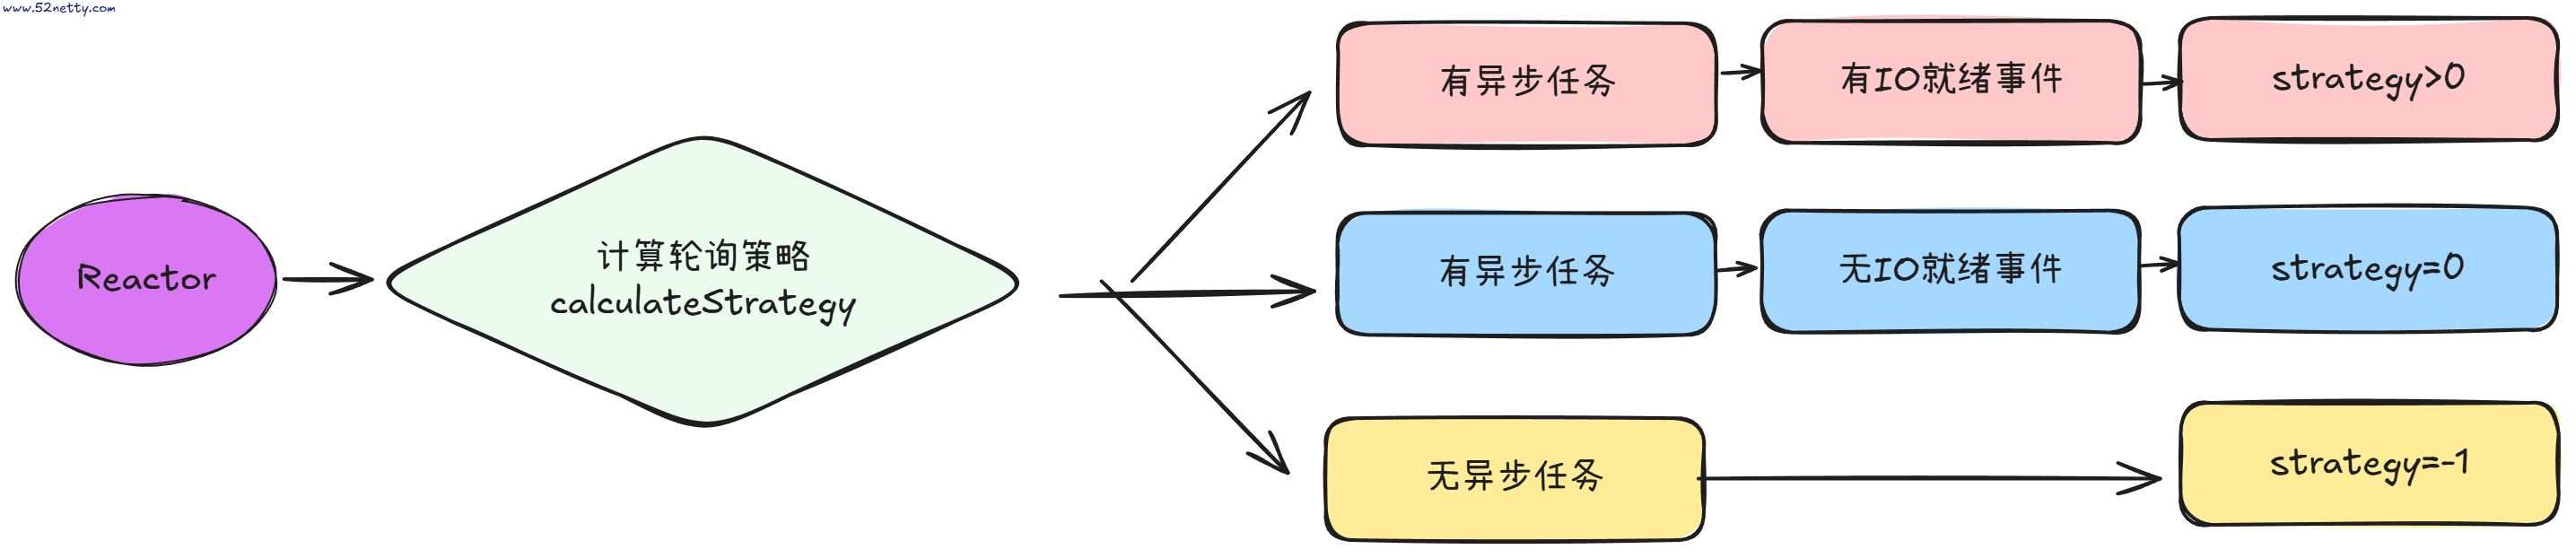 www.52netty.com
Reactor
计算轮询策略
calculateStrategy
有异步任务
有IO就绪事件
strategy>0
有异步任务
无IO就绪事件
strategy=0
无异步任务
strategy=-1